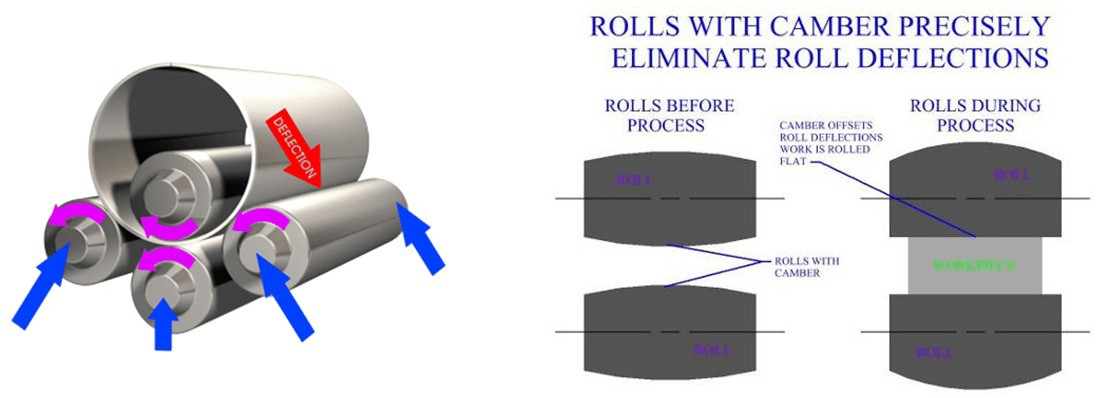 DEFLECTION
ROLLS WITH CAMBER PRECISELY
ELIMINATE ROLL DEFLECTIONS
ROLLS BEFORE
PROCESS
ROLLS DURING
PROCESS
CAMBER OFFSETS
ROLL DEFLECTIONS
WORK IS ROLLED
FLAT
ROLL
ROLL
ROLLS WITH
CAMBER
WORKPIECE
ROLL
ROLL